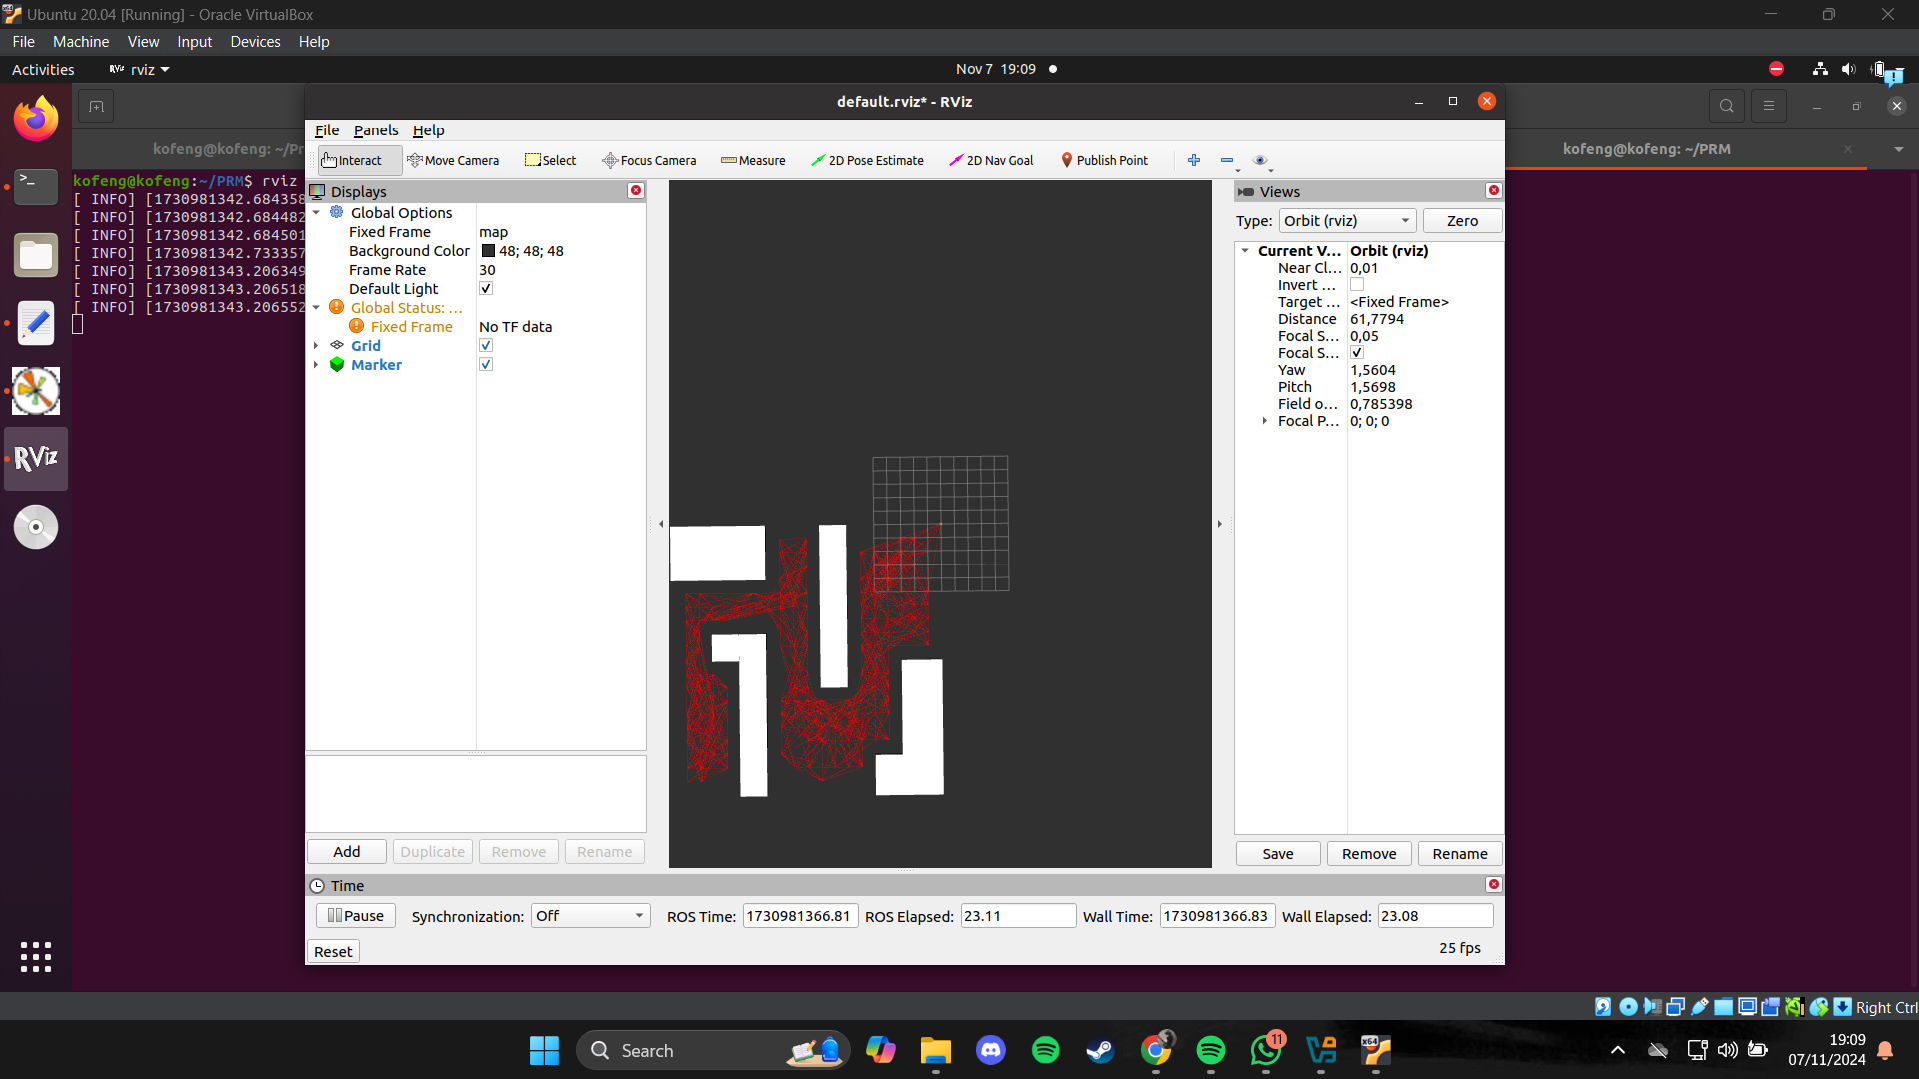 Ubuntu 20.04 [Running] - Oracle VirtualBox
File Machine View Input Devices Help
Activities RViz rviz Nov 7 19:09
default.rviz* - RViz
kofeng@kofeng: ~/Pr
kofeng@kofeng: ~/PRM
File Panels Help
Interact Move Camera Select Focus Camera Measure 2D Pose Estimate 2D Nav Goal Publish Point
kofeng@kofeng:~/PRM$ rviz
[ INFO] [1730981342.684358
[ INFO] [1730981342.684482
[ INFO] [1730981342.684501
[ INFO] [1730981342.733357
[ INFO] [1730981343.206349
[ INFO] [1730981343.206518
[ INFO] [1730981343.206552
RViz
Displays
Global Options
Fixed Frame map
Background Color 48; 48; 48
Frame Rate 30
Default Light
Global Status: ...
Fixed Frame No TF data
Grid
Marker
Add Duplicate Remove Rename
Views
Type: Orbit (rviz) Zero
Current V... Orbit (rviz)
Near Cl... 0,01
Invert ...
Target ... <Fixed Frame>
Distance 61,7794
Focal S... 0,05
Focal S...
Yaw 1,5604
Pitch 1,5698
Field o... 0,785398
Focal P... 0; 0; 0
Save Remove Rename
Time
Pause Synchronization: Off ROS Time: 1730981366.81 ROS Elapsed: 23.11 Wall Time: 1730981366.83 Wall Elapsed: 23.08
Reset 25 fps
Right Ctrl
Search 11
19:09
07/11/2024